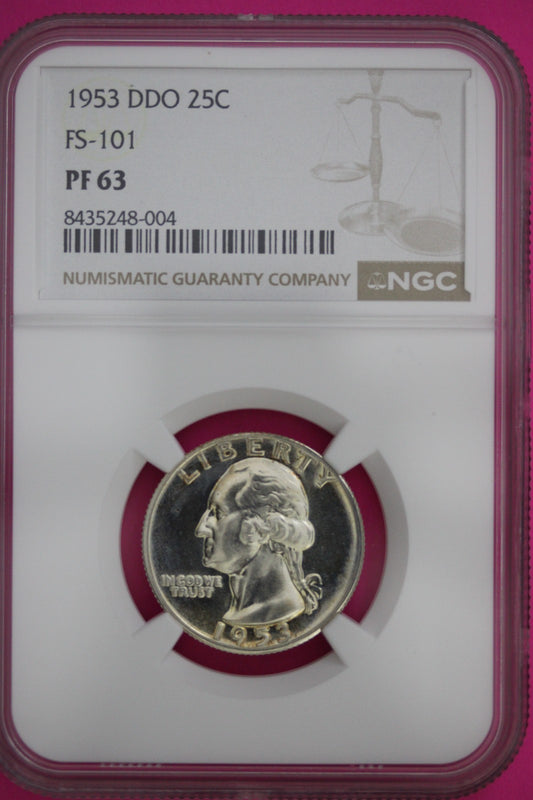 1953 DDO 25C
FS-101
PF 63
8435248-004
NUMISMATIC GUARANTY COMPANY NGC
LIBERTY
IN GOD WE
TRUST
1953